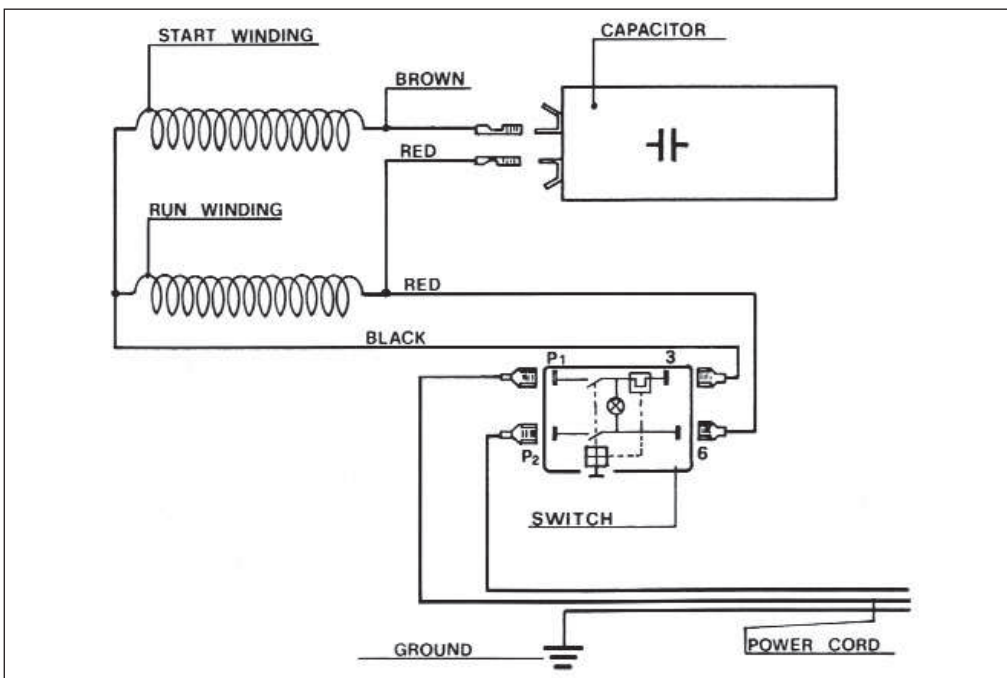 START WINDING
CAPACITOR
BROWN
RED
RUN WINDING
RED
BLACK
P1
3
P2
6
SWITCH
GROUND
POWER CORD